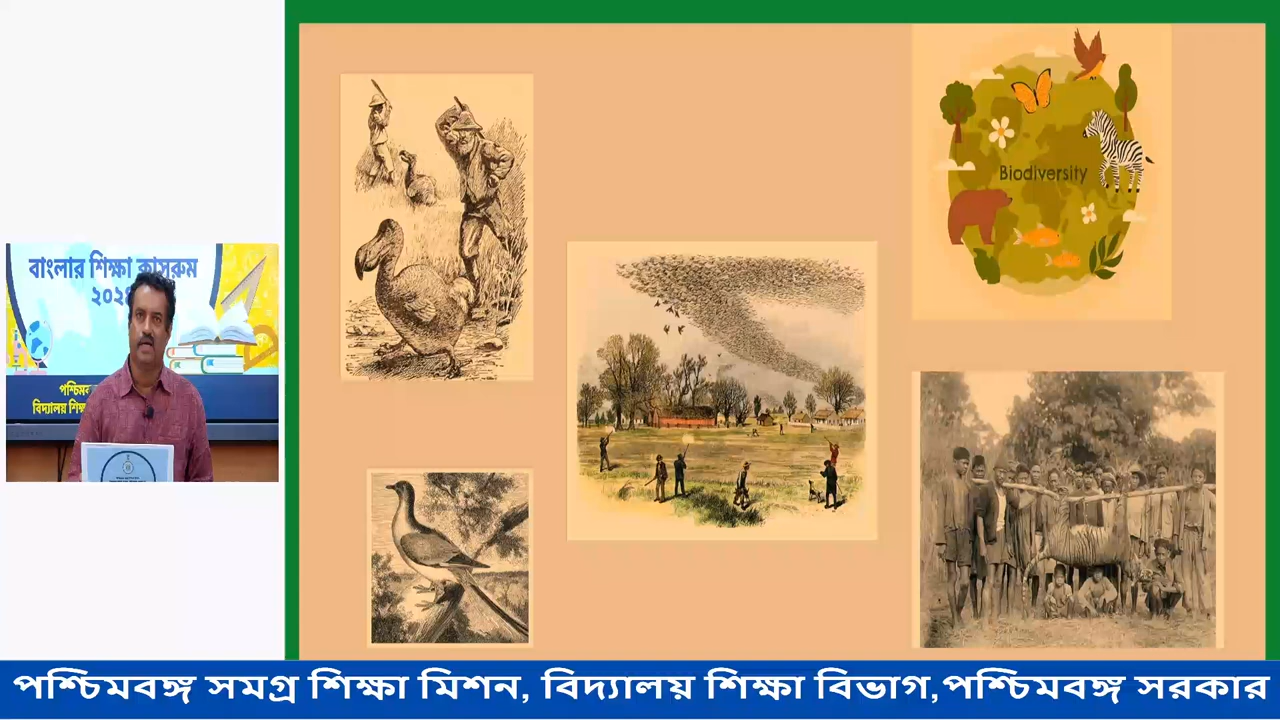 বাংলার শিক্ষা ক্লাসরুম
Biodiversity
পশ্চিমবঙ্গ সমগ্র শিক্ষা মিশন, বিদ্যালয় শিক্ষা বিভাগ,পশ্চিমবঙ্গ সরকার